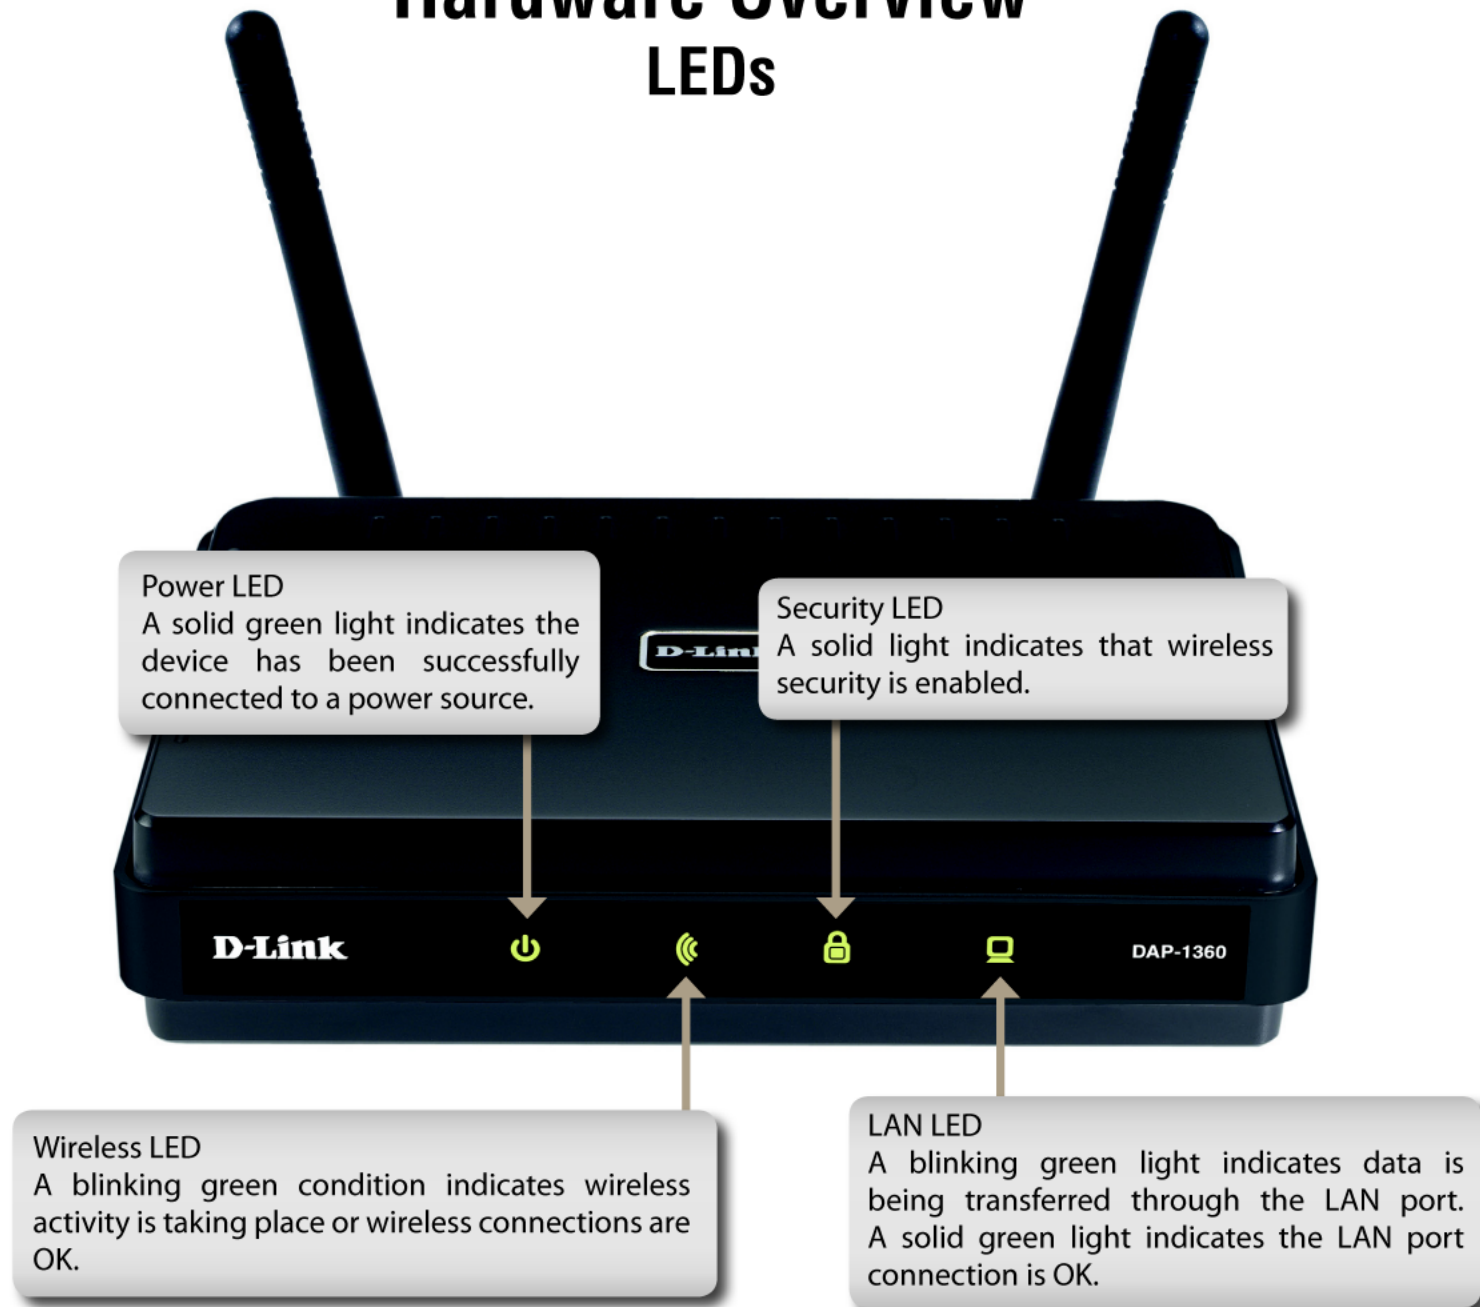 Hardware Overview
LEDs
Power LED
A solid green light indicates the
device has been successfully
connected to a power source.
Security LED
A solid light indicates that wireless
security is enabled.
D-Link
D-Link
DAP-1360
Wireless LED
A blinking green condition indicates wireless
activity is taking place or wireless connections are
OK.
LAN LED
A blinking green light indicates data is
being transferred through the LAN port.
A solid green light indicates the LAN port
connection is OK.